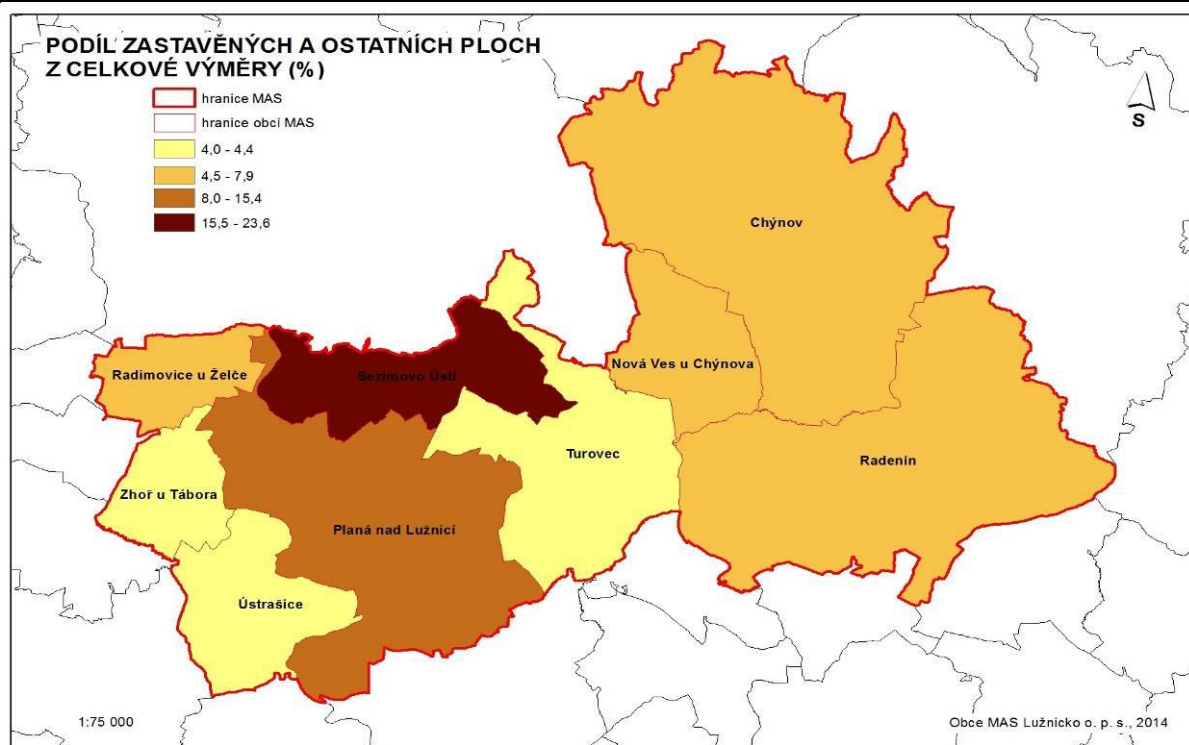 PODÍL ZASTAVĚNÝCH A OSTATNÍCH PLOCH
Z CELKOVÉ VÝMĚRY (%)
hranice MAS
hranice obcí MAS
4,0 - 4,4
4,5 - 7,9
8,0 - 15,4
15,5 - 23,6
S
Chýnov
Nová Ves u Chýnova
Radimovice u Želče
Sezimovo Ústí
Turovec
Radenín
Zhoř u Tábora
Planá nad Lužnicí
Ústrašice
1:75 000
Obce MAS Lužnicko o. p. s., 2014